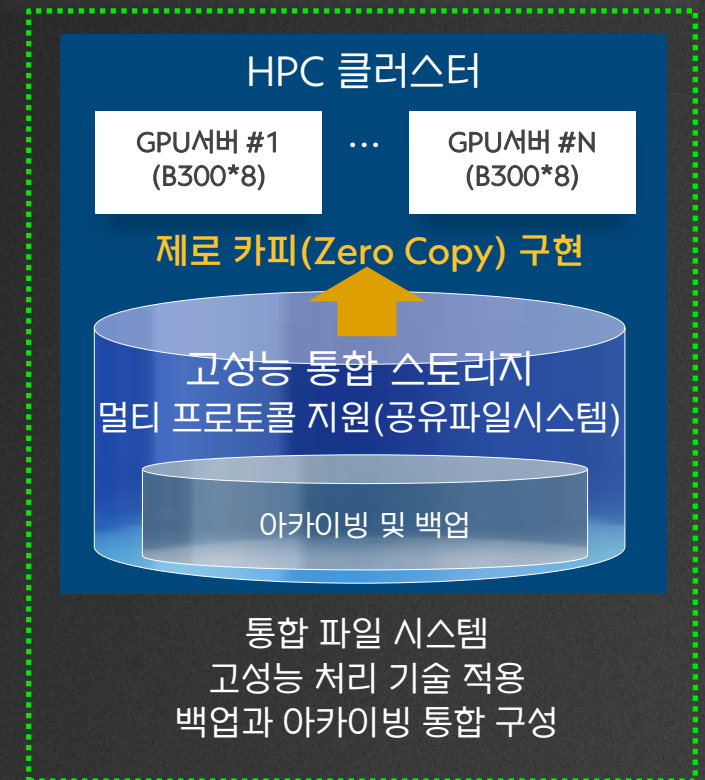 HPC 클러스터
GPU서버 #1 ... GPU서버 #N
(B300*8) (B300*8)
제로 카피(Zero Copy) 구현
고성능 통합 스토리지
멀티 프로토콜 지원(공유파일시스템)
아카이빙 및 백업
통합 파일 시스템
고성능 처리 기술 적용
백업과 아카이빙 통합 구성